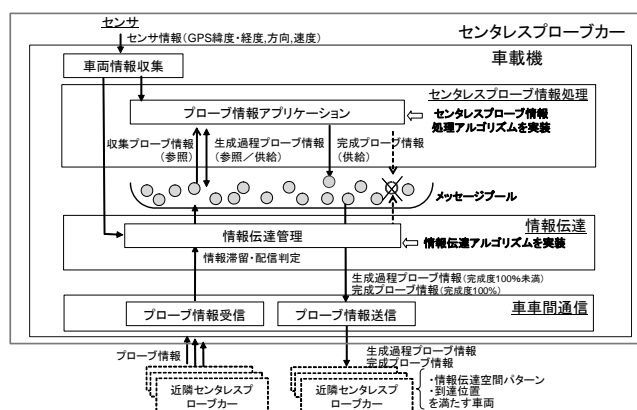 センタレスプローブカー
センサ
センサ情報(GPS緯度・経度,方向,速度)
車載機
車両情報収集
センタレスプローブ情報処理
プローブ情報アプリケーション
センタレスプローブ情報
処理アルゴリズムを実装
収集プローブ情報
(参照)
生成過程プローブ情報
(参照／供給)
完成プローブ情報
(供給)
メッセージプール
情報伝達
情報伝達管理
情報伝達アルゴリズムを実装
情報滞留・配信判定
生成過程プローブ情報(完成度100%未満)
完成プローブ情報(完成度100%)
車車間通信
プローブ情報受信
プローブ情報送信
プローブ情報
生成過程プローブ情報
完成プローブ情報
近隣センタレスプ
ローブカー
近隣センタレスプ
ローブカー
・情報伝達空間パターン
・到達位置
を満たす車両